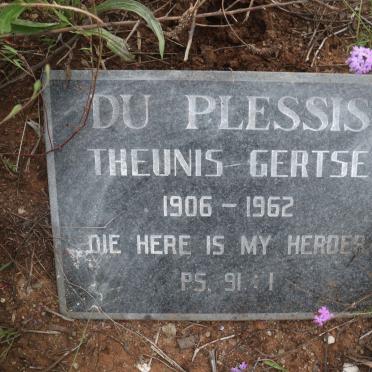 DU PLESSIS
THEUNIS GERTSE
1906 - 1962
DIE HERE IS MY HERDER
PS. 91 : 1